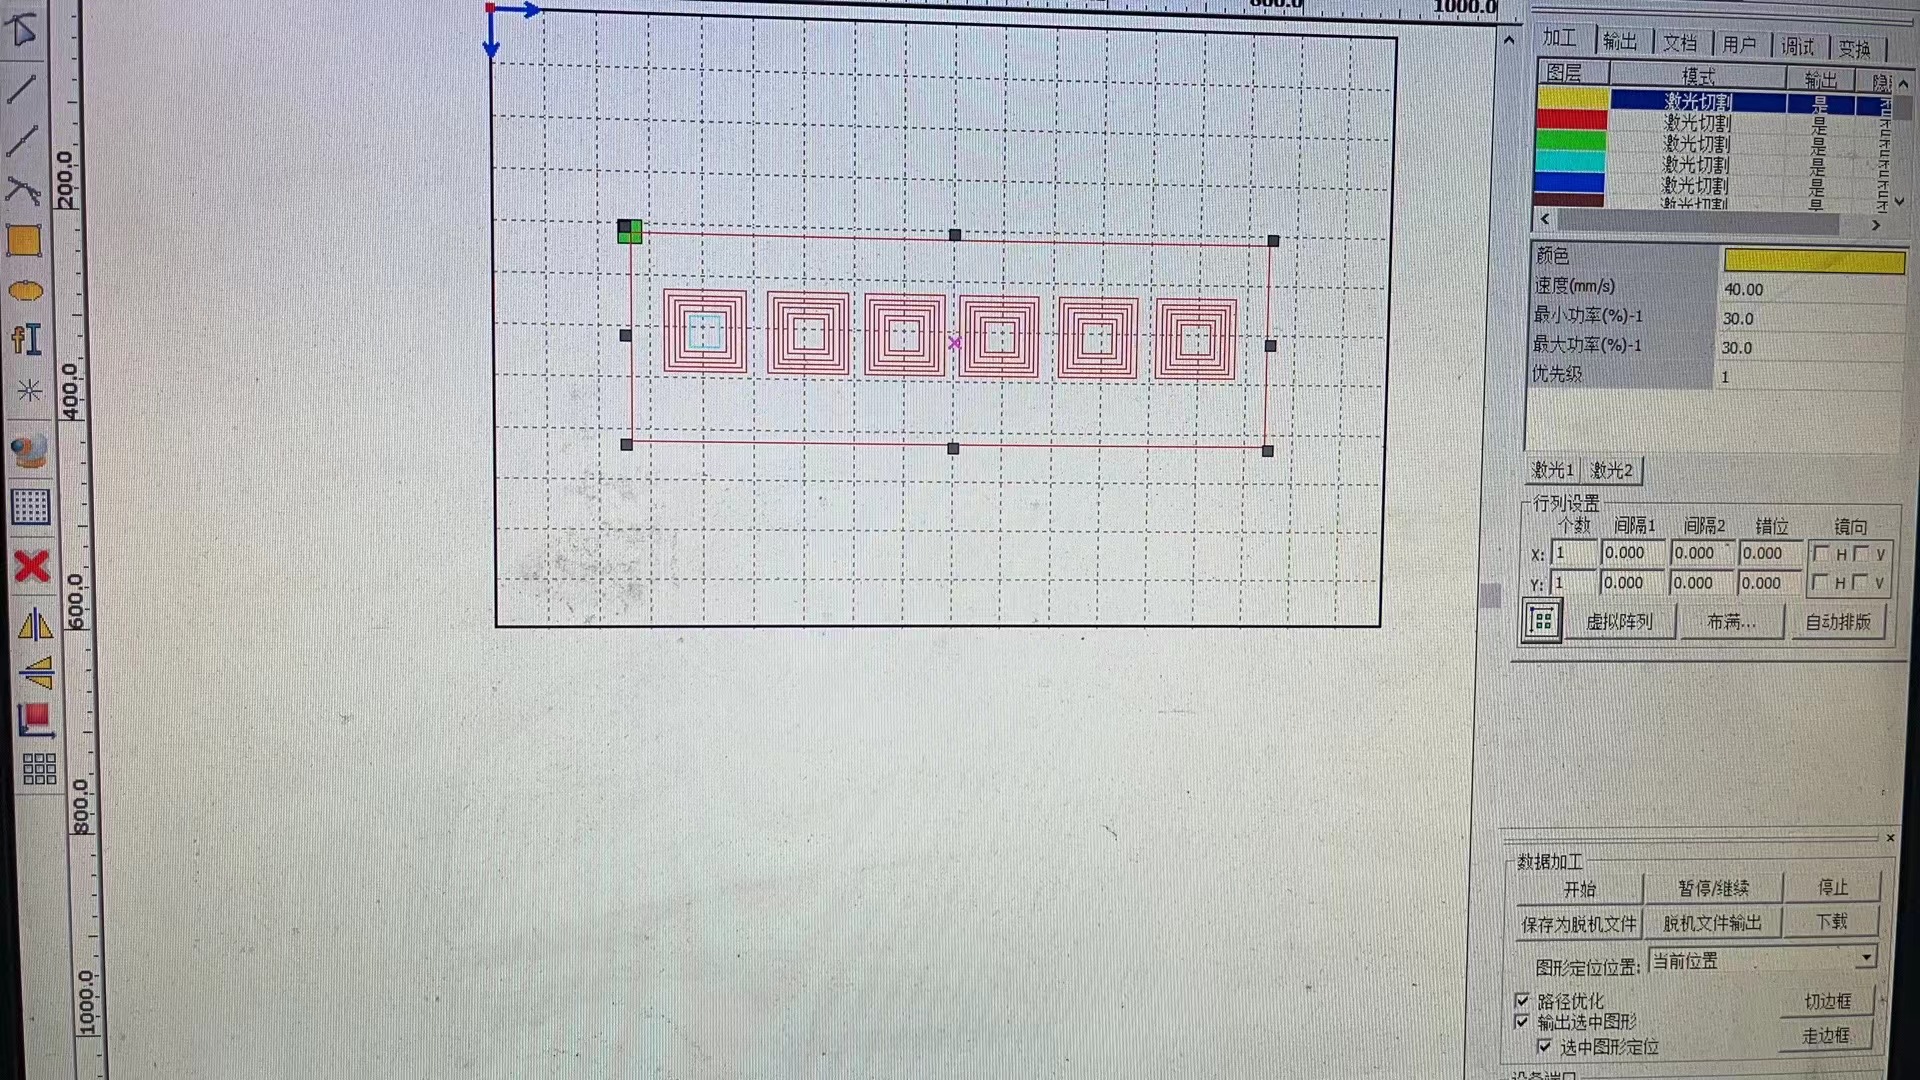 800.0
1000.0
200.0
400.0
600.0
800.0
1000.0
加工 输出 文档 用户 调试 变换
图层 模式 输出
激光切割 是
激光切割 是
激光切割 是
激光切割 是
激光切割 是
激光切割 是
颜色
速度(mm/s) 40.00
最小功率(%)-1 30.0
最大功率(%)-1 30.0
优先级 1
激光1 激光2
行列设置
个数 间隔1 间隔2 错位 镜向
X: 1 0.000 0.000 0.000 H V
Y: 1 0.000 0.000 0.000 H V
虚拟阵列 布满... 自动排版
数据加工
开始 暂停/继续 停止
保存为脱机文件 脱机文件输出 下载
图形定位位置: 当前位置
路径优化 切边框
输出选中图形
选中图形定位 走边框